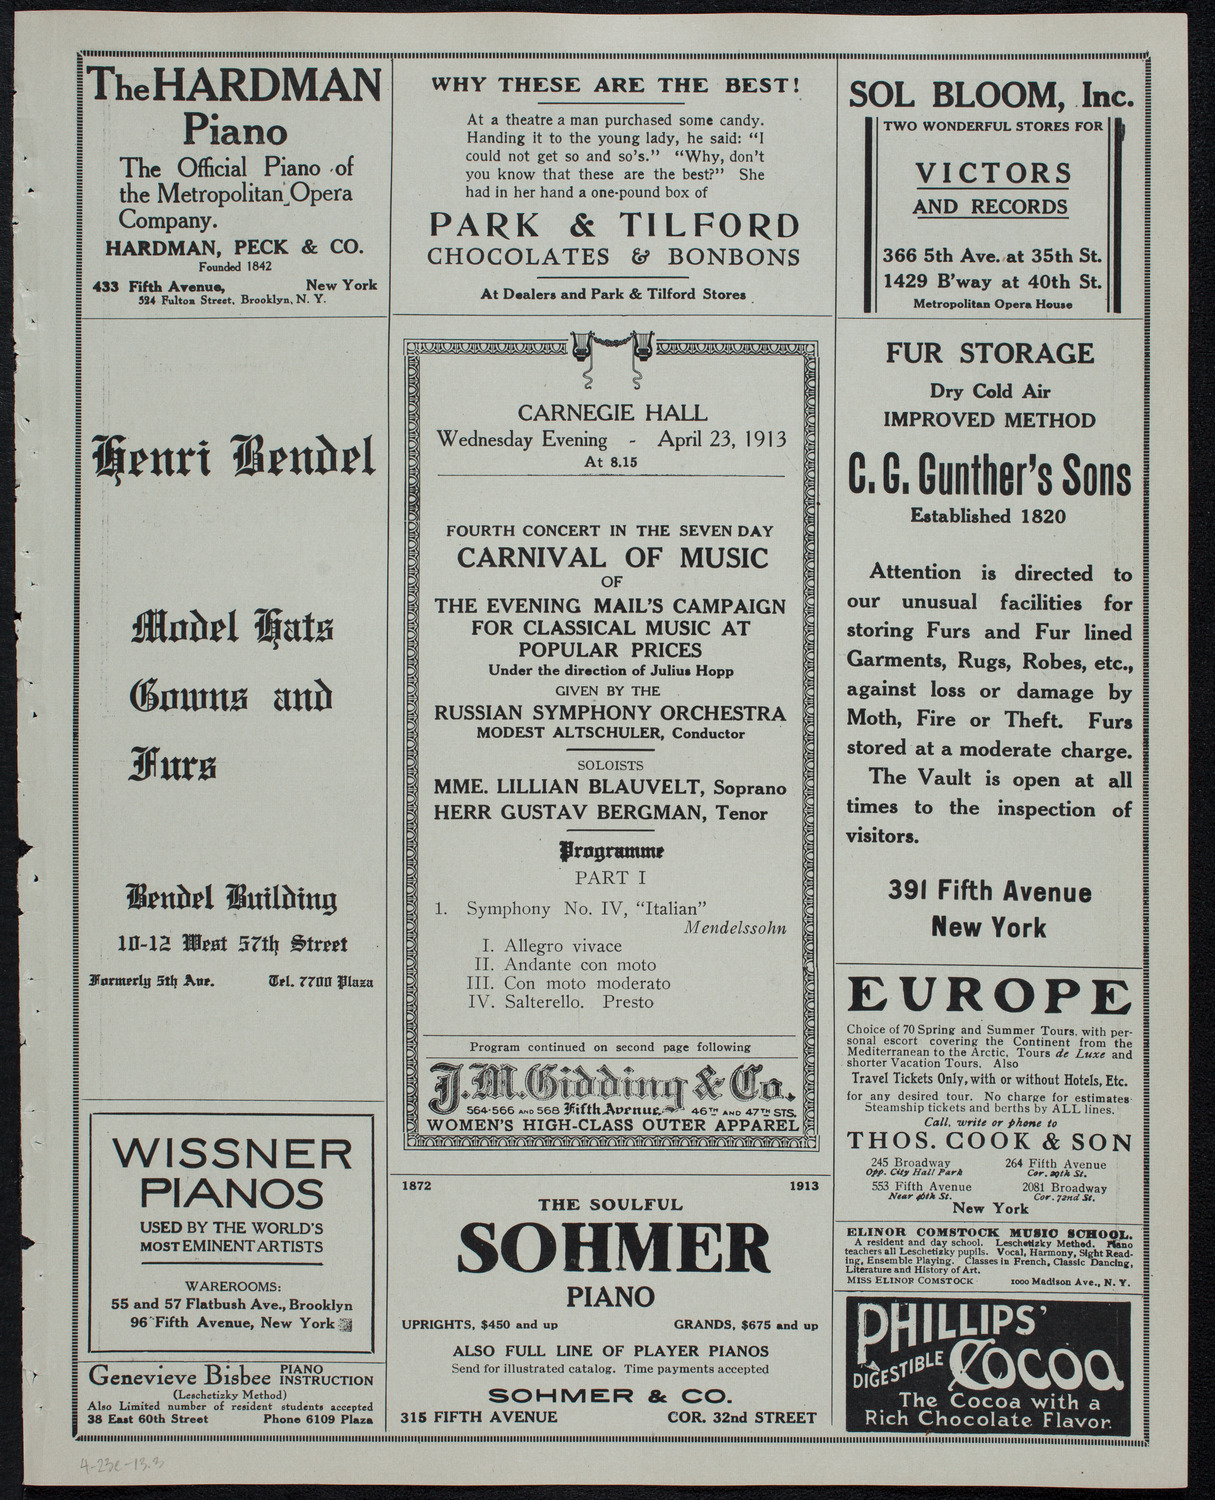 The HARDMAN
Piano
The Official Piano of
the Metropolitan Opera
Company.
HARDMAN, PECK & CO.
Founded 1842
433 Fifth Avenue, New York
524 Fulton Street, Brooklyn, N. Y.
Henri Bendel
Model Hats
Gowns and
Furs
Bendel Building
10-12 West 57th Street
Formerly 5th Ave. Tel. 7700 Plaza
WISSNER
PIANOS
USED BY THE WORLD'S
MOST EMINENT ARTISTS
WAREROOMS:
55 and 57 Flatbush Ave., Brooklyn
96 Fifth Avenue, New York
Genevieve Bisbee PIANO INSTRUCTION
(Leschetizky Method)
Also Limited number of resident students accepted
38 East 60th Street Phone 6109 Plaza
WHY THESE ARE THE BEST!
At a theatre a man purchased some candy.
Handing it to the young lady, he said: "I
could not get so and so's." "Why, don't
you know that these are the best?" She
had in her hand a one-pound box of
PARK & TILFORD
CHOCOLATES & BONBONS
At Dealers and Park & Tilford Stores
CARNEGIE HALL
Wednesday Evening - April 23, 1913
At 8.15
FOURTH CONCERT IN THE SEVEN DAY
CARNIVAL OF MUSIC
OF
THE EVENING MAIL'S CAMPAIGN
FOR CLASSICAL MUSIC AT
POPULAR PRICES
Under the direction of Julius Hopp
GIVEN BY THE
RUSSIAN SYMPHONY ORCHESTRA
MODEST ALTSCHULER, Conductor
SOLOISTS
MME. LILLIAN BLAUVELT, Soprano
HERR GUSTAV BERGMAN, Tenor
Programme
PART I
1. Symphony No. IV, "Italian"
Mendelssohn
I. Allegro vivace
II. Andante con moto
III. Con moto moderato
IV. Salterello. Presto
Program continued on second page following
J. M. Gidding & Co.
564-566 AND 568 Fifth Avenue. 46TH AND 47TH STS.
WOMEN'S HIGH-CLASS OUTER APPAREL
1872 1913
THE SOULFUL
SOHMER
PIANO
UPRIGHTS, $450 and up GRANDS, $675 and up
ALSO FULL LINE OF PLAYER PIANOS
Send for illustrated catalog. Time payments accepted
SOHMER & CO.
315 FIFTH AVENUE COR. 32nd STREET
SOL BLOOM, Inc.
TWO WONDERFUL STORES FOR
VICTORS
AND RECORDS
366 5th Ave. at 35th St.
1429 B'way at 40th St.
Metropolitan Opera House
FUR STORAGE
Dry Cold Air
IMPROVED METHOD
C. G. Gunther's Sons
Established 1820
Attention is directed to
our unusual facilities for
storing Furs and Fur lined
Garments, Rugs, Robes, etc.,
against loss or damage by
Moth, Fire or Theft. Furs
stored at a moderate charge.
The Vault is open at all
times to the inspection of
visitors.
391 Fifth Avenue
New York
EUROPE
Choice of 70 Spring and Summer Tours, with per-
sonal escort covering the Continent from the
Mediterranean to the Arctic, Tours de Luxe and
shorter Vacation Tours. Also
Travel Tickets Only, with or without Hotels, Etc.
for any desired tour. No charge for estimates
Steamship tickets and berths by ALL lines.
Call, write or phone to
THOS. COOK & SON
245 Broadway 264 Fifth Avenue
Opp. City Hall Park Cor. 29th St.
553 Fifth Avenue 2081 Broadway
Near 46th St. Cor. 72nd St.
New York
ELINOR COMSTOCK MUSIC SCHOOL.
A resident and day school. Leschetizky Method. Piano
teachers all Leschetizky pupils. Vocal, Harmony, Sight Read-
ing, Ensemble Playing. Classes in French, Classic Dancing,
Literature and History of Art.
MISS ELINOR COMSTOCK 1000 Madison Ave., N. Y.
PHILLIPS'
DIGESTIBLE COCOA
The Cocoa with a
Rich Chocolate Flavor.
4-23e-13.3